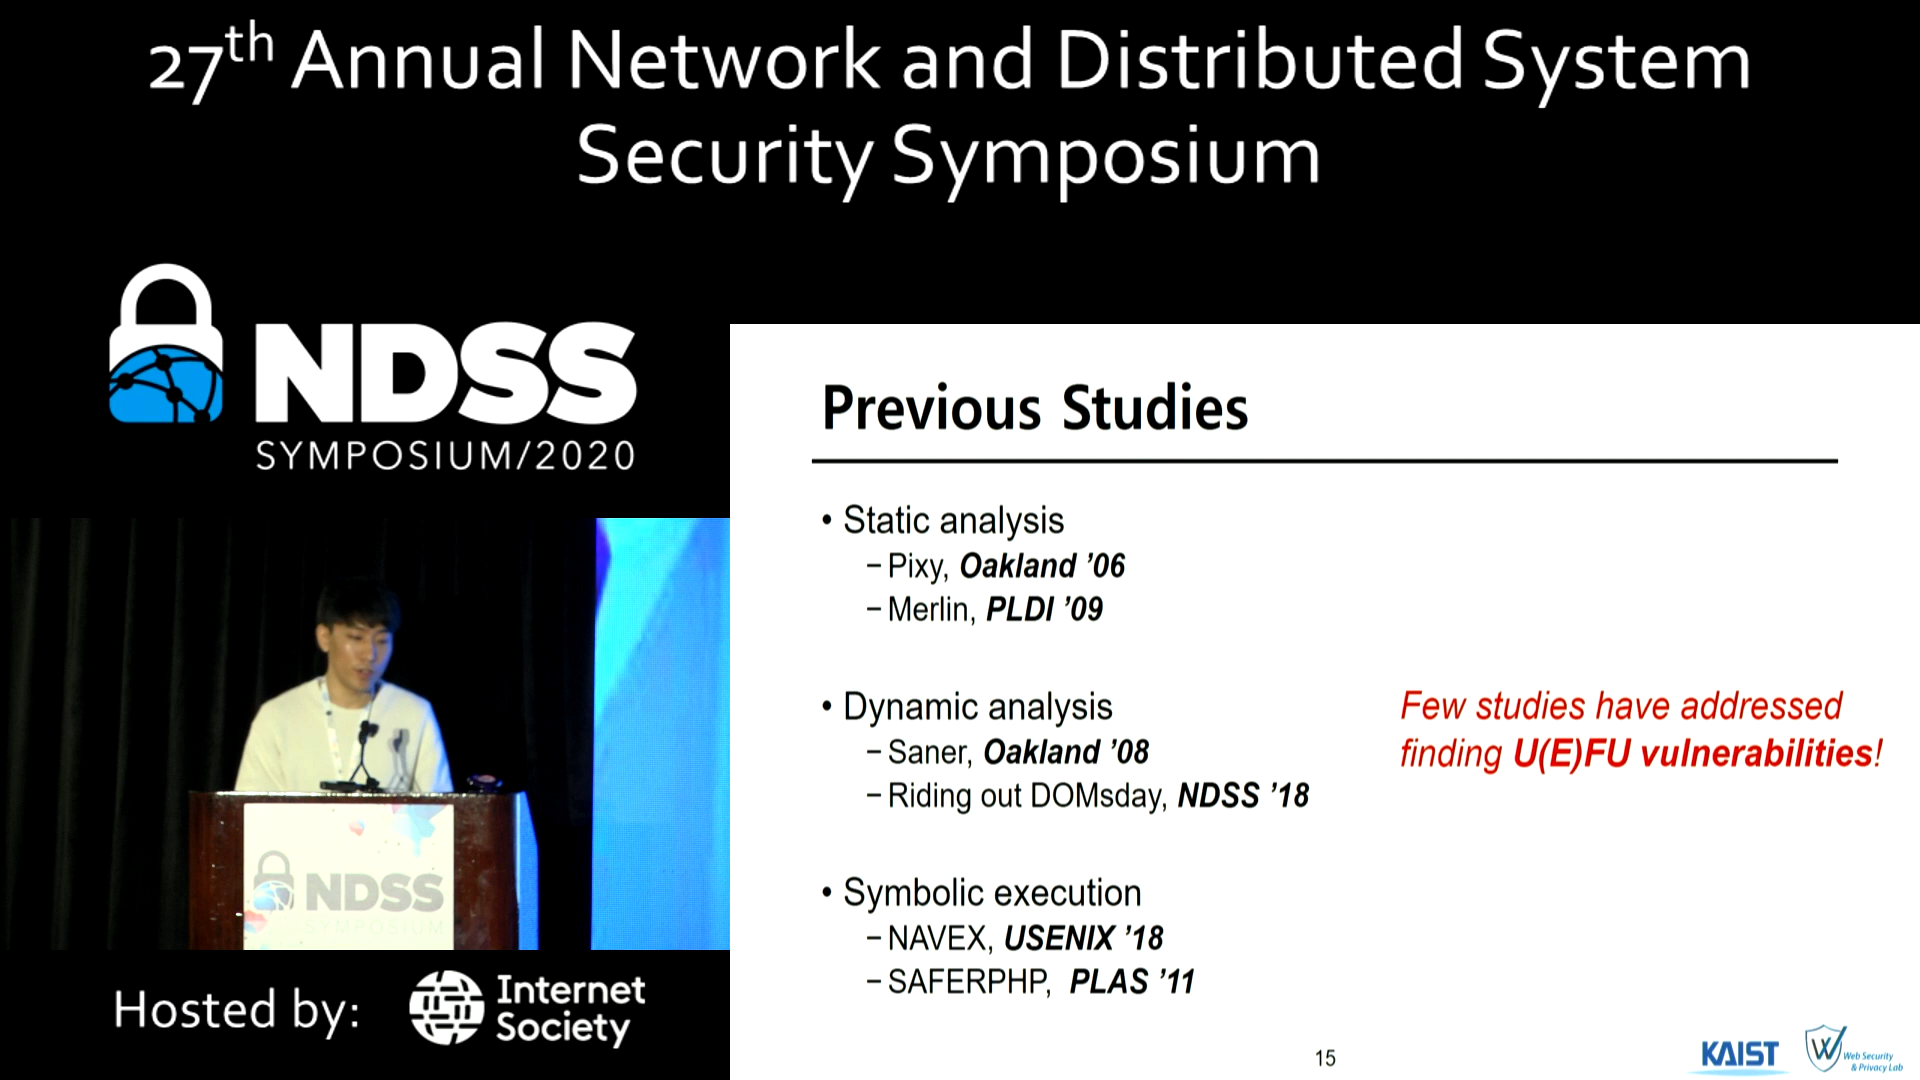 27th Annual Network and Distributed System
Security Symposium
NDSS
SYMPOSIUM/2020
Previous Studies
• Static analysis
– Pixy, Oakland ’06
– Merlin, PLDI ’09
• Dynamic analysis
– Saner, Oakland ’08
– Riding out DOMsday, NDSS ’18
• Symbolic execution
– NAVEX, USENIX ’18
– SAFERPHP, PLAS ’11
Few studies have addressed
finding U(E)FU vulnerabilities!
NDSS
SYMPOSIUM
Hosted by:
Internet
Society
15
KAIST
W
Web Security
& Privacy Lab